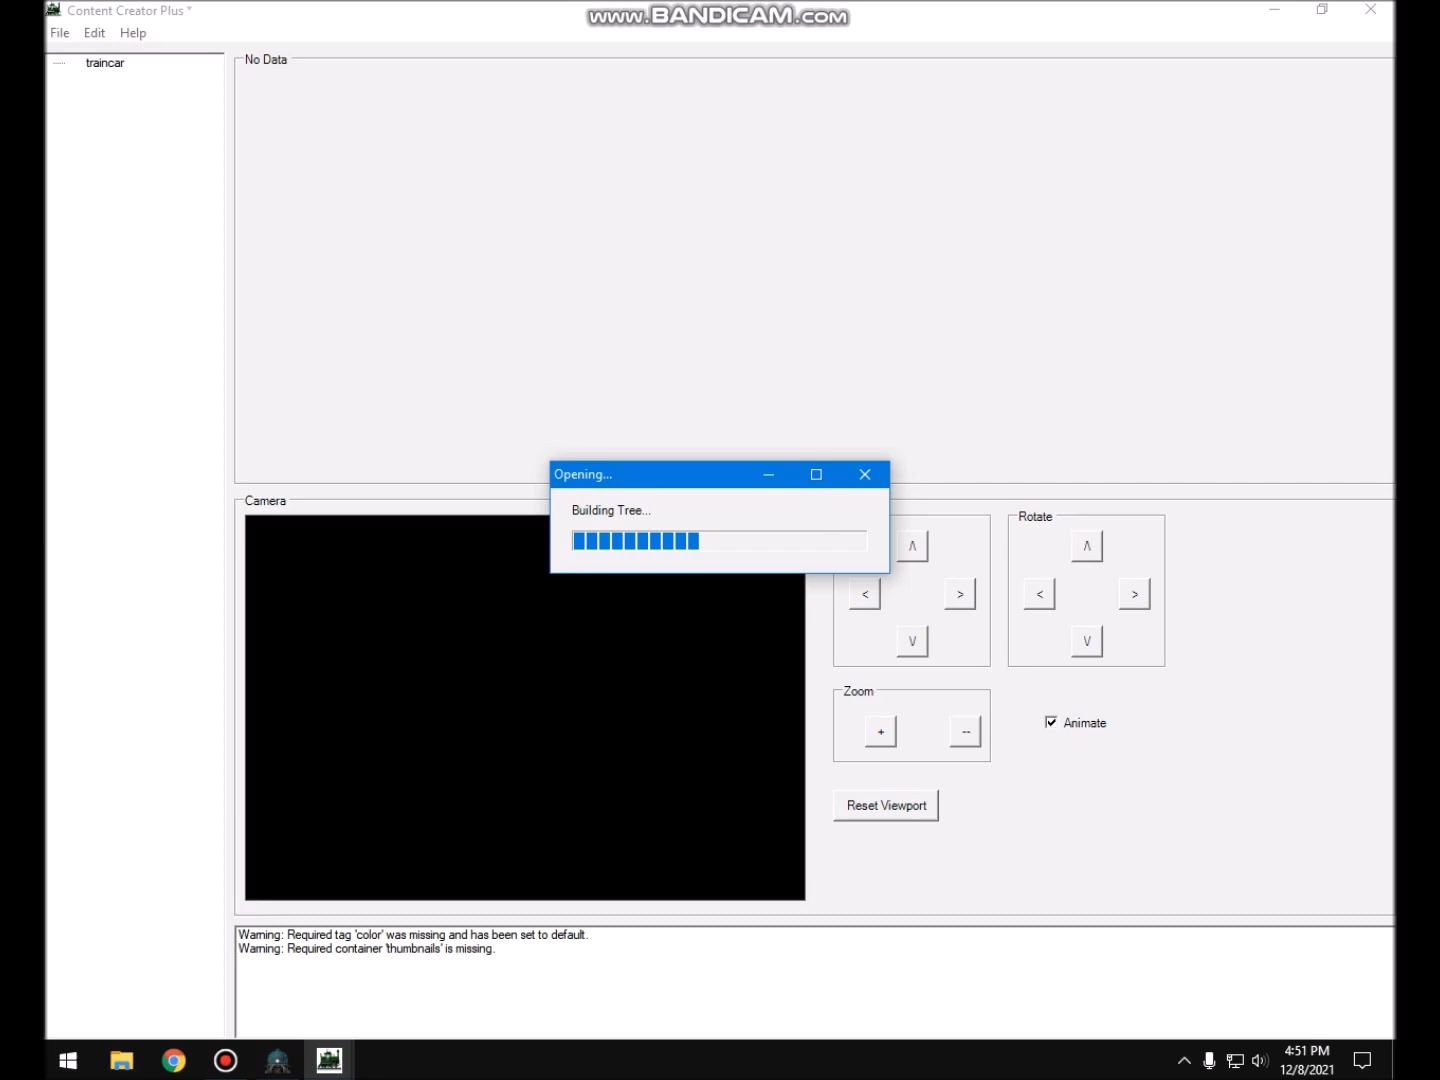 Content Creator Plus *
www.BANDICAM.com
File Edit Help
traincar
No Data
Opening...
Building Tree...
Camera
Rotate
Λ
Λ
<
>
<
>
V
V
Zoom
+
--
Animate
Reset Viewport
Warning: Required tag 'color' was missing and has been set to default.
Warning: Required container 'thumbnails' is missing.
4:51 PM
12/8/2021